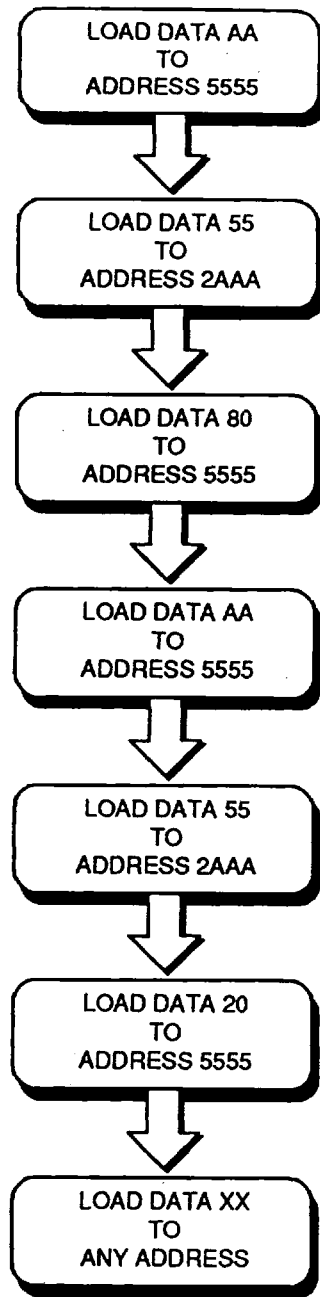 LOAD DATA AA
TO
ADDRESS 5555
LOAD DATA 55
TO
ADDRESS 2AAA
LOAD DATA 80
TO
ADDRESS 5555
LOAD DATA AA
TO
ADDRESS 5555
LOAD DATA 55
TO
ADDRESS 2AAA
LOAD DATA 20
TO
ADDRESS 5555
LOAD DATA XX
TO
ANY ADDRESS